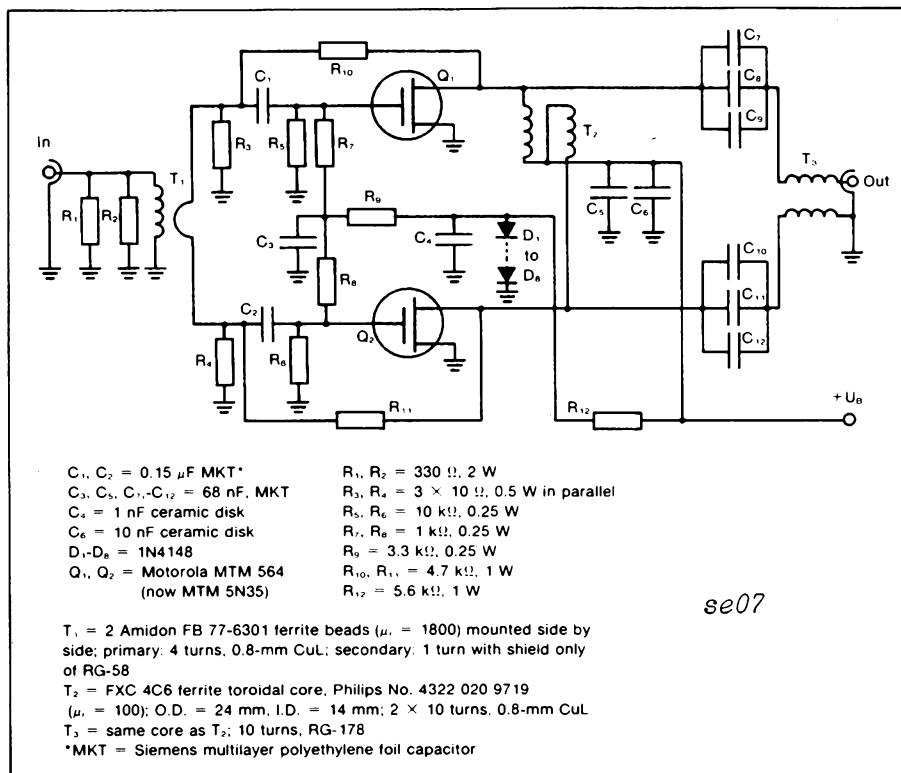 C₇
C₈
C₉
R₁₀
C₁
Q₁
In
R₃
R₅
R₇
T₁
T₂
T₃
Out
R₁
R₂
R₉
C₅
C₆
C₃
C₄
D₁
to
D₈
R₈
C₁₀
C₁₁
C₁₂
C₂
Q₂
R₄
R₆
R₁₁
R₁₂
+ U_B
C₁, C₂ = 0.15 µF MKT*
C₃, C₅, C₇,-C₁₂ = 68 nF, MKT
C₄ = 1 nF ceramic disk
C₆ = 10 nF ceramic disk
D₁-D₈ = 1N4148
Q₁, Q₂ = Motorola MTM 564
(now MTM 5N35)
R₁, R₂ = 330 Ω, 2 W
R₃, R₄ = 3 × 10 Ω, 0.5 W in parallel
R₅, R₆ = 10 kΩ, 0.25 W
R₇, R₈ = 1 kΩ, 0.25 W
R₉ = 3.3 kΩ, 0.25 W
R₁₀, R₁₁ = 4.7 kΩ, 1 W
R₁₂ = 5.6 kΩ, 1 W
se07
T₁ = 2 Amidon FB 77-6301 ferrite beads (µᵢ = 1800) mounted side by
side; primary: 4 turns, 0.8-mm CuL; secondary: 1 turn with shield only
of RG-58
T₂ = FXC 4C6 ferrite toroidal core, Philips No. 4322 020 9719
(µᵢ = 100); O.D. = 24 mm, I.D. = 14 mm; 2 × 10 turns, 0.8-mm CuL
T₃ = same core as T₂; 10 turns, RG-178
*MKT = Siemens multilayer polyethylene foil capacitor